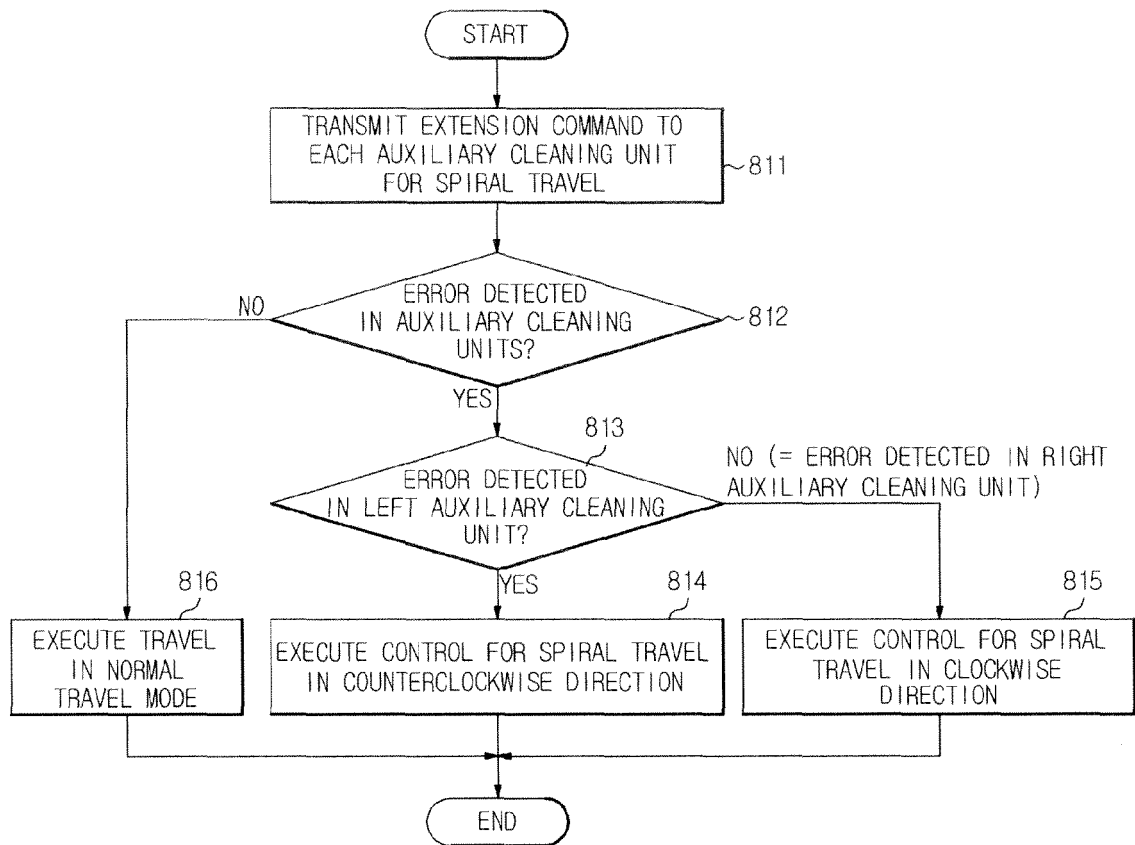 START
TRANSMIT EXTENSION COMMAND TO
EACH AUXILIARY CLEANING UNIT
FOR SPIRAL TRAVEL
811
ERROR DETECTED
IN AUXILIARY CLEANING
UNITS?
812
NO
YES
813
ERROR DETECTED
IN LEFT AUXILIARY CLEANING
UNIT?
NO (= ERROR DETECTED IN RIGHT
AUXILIARY CLEANING UNIT)
YES
816
EXECUTE TRAVEL
IN NORMAL
TRAVEL MODE
814
EXECUTE CONTROL FOR SPIRAL TRAVEL
IN COUNTERCLOCKWISE DIRECTION
815
EXECUTE CONTROL FOR SPIRAL
TRAVEL IN CLOCKWISE
DIRECTION
END